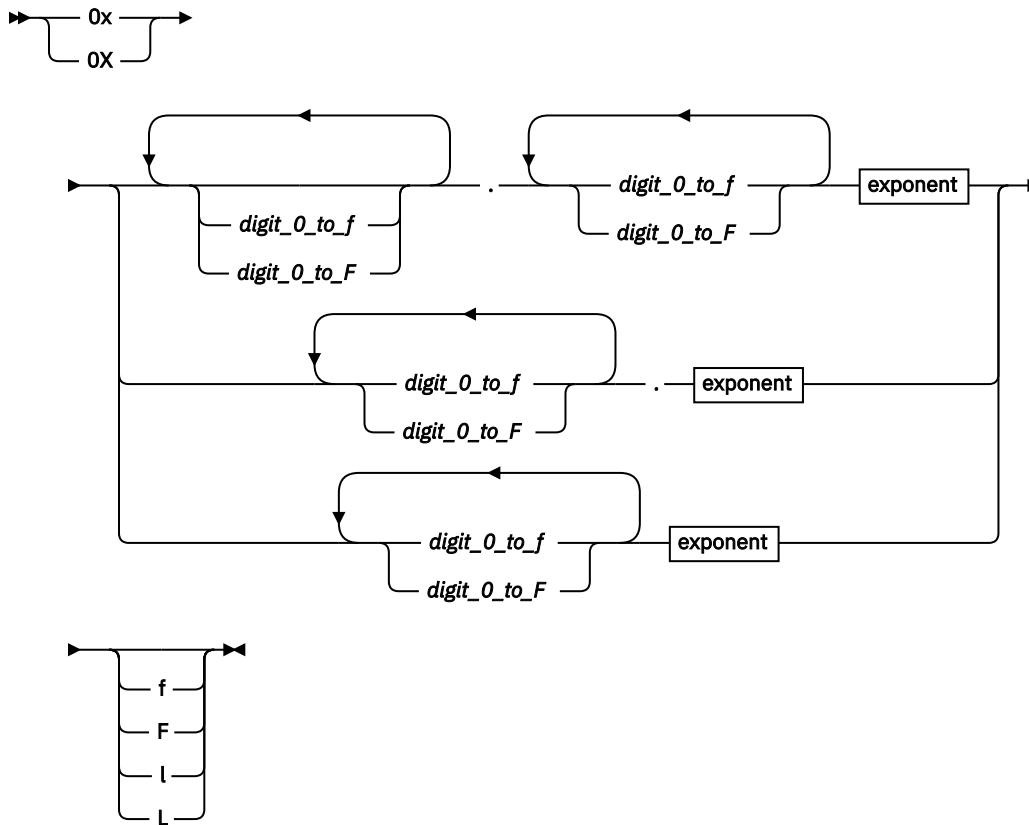 0x
0X
. digit_0_to_f exponent
digit_0_to_f digit_0_to_F
digit_0_to_F
digit_0_to_f . exponent
digit_0_to_F
digit_0_to_f exponent
digit_0_to_F
f
F
l
L